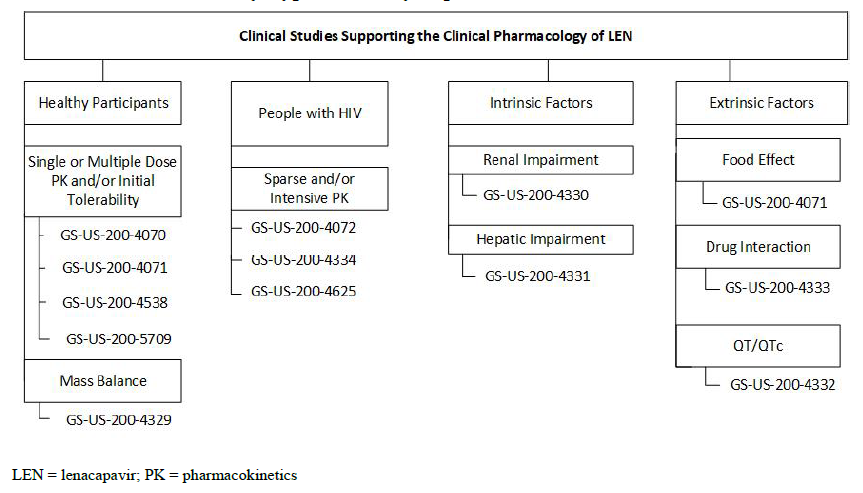 Clinical Studies Supporting the Clinical Pharmacology of LEN
Healthy Participants
Single or Multiple Dose
PK and/or Initial
Tolerability
GS-US-200-4070
GS-US-200-4071
GS-US-200-4538
GS-US-200-5709
Mass Balance
GS-US-200-4329
People with HIV
Sparse and/or
Intensive PK
GS-US-200-4072
GS-US-200-4334
GS-US-200-4625
Intrinsic Factors
Renal Impairment
GS-US-200-4330
Hepatic Impairment
GS-US-200-4331
Extrinsic Factors
Food Effect
GS-US-200-4071
Drug Interaction
GS-US-200-4333
QT/QTc
GS-US-200-4332
LEN = lenacapavir; PK = pharmacokinetics